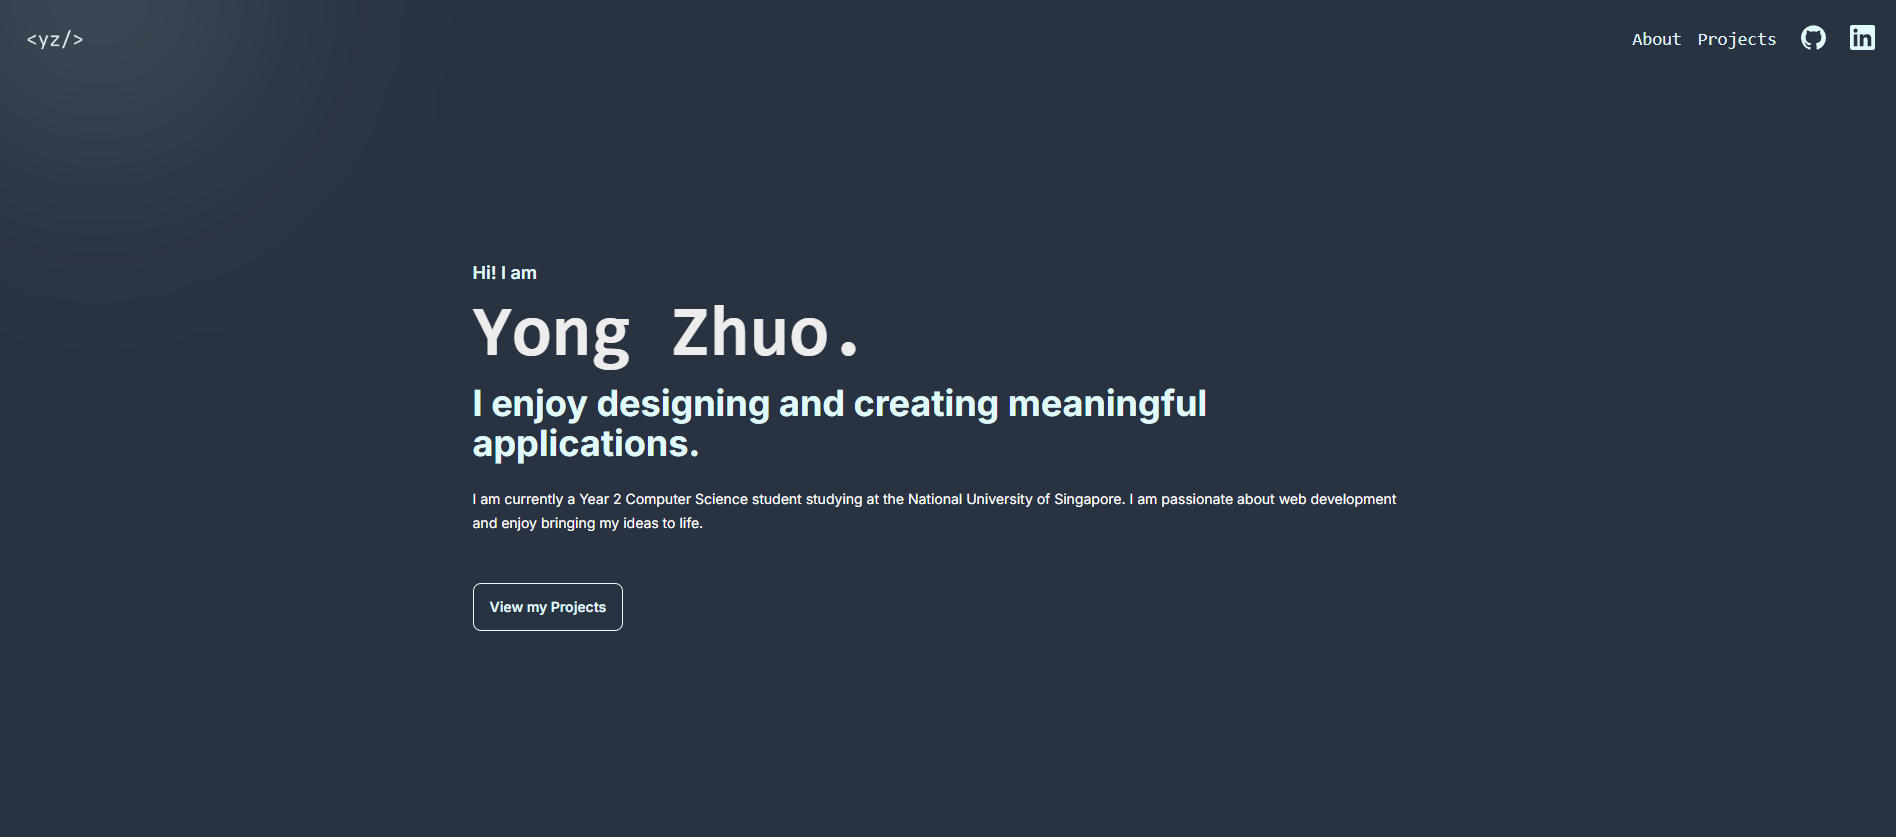 <yz/>
About Projects
Hi! I am
Yong Zhuo.
I enjoy designing and creating meaningful
applications.
I am currently a Year 2 Computer Science student studying at the National University of Singapore. I am passionate about web development
and enjoy bringing my ideas to life.
View my Projects